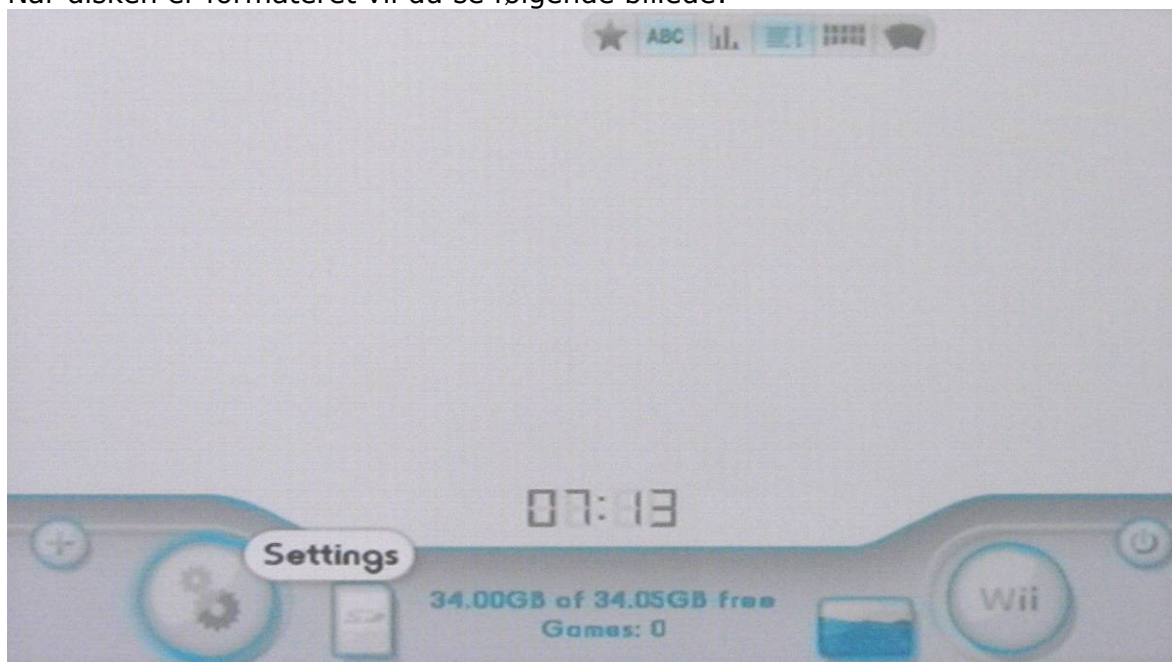 Når disken er formateret vil du se følgende billede:
ABC
07:13
Settings
34.00GB of 34.05GB free
Games: 0
Wii